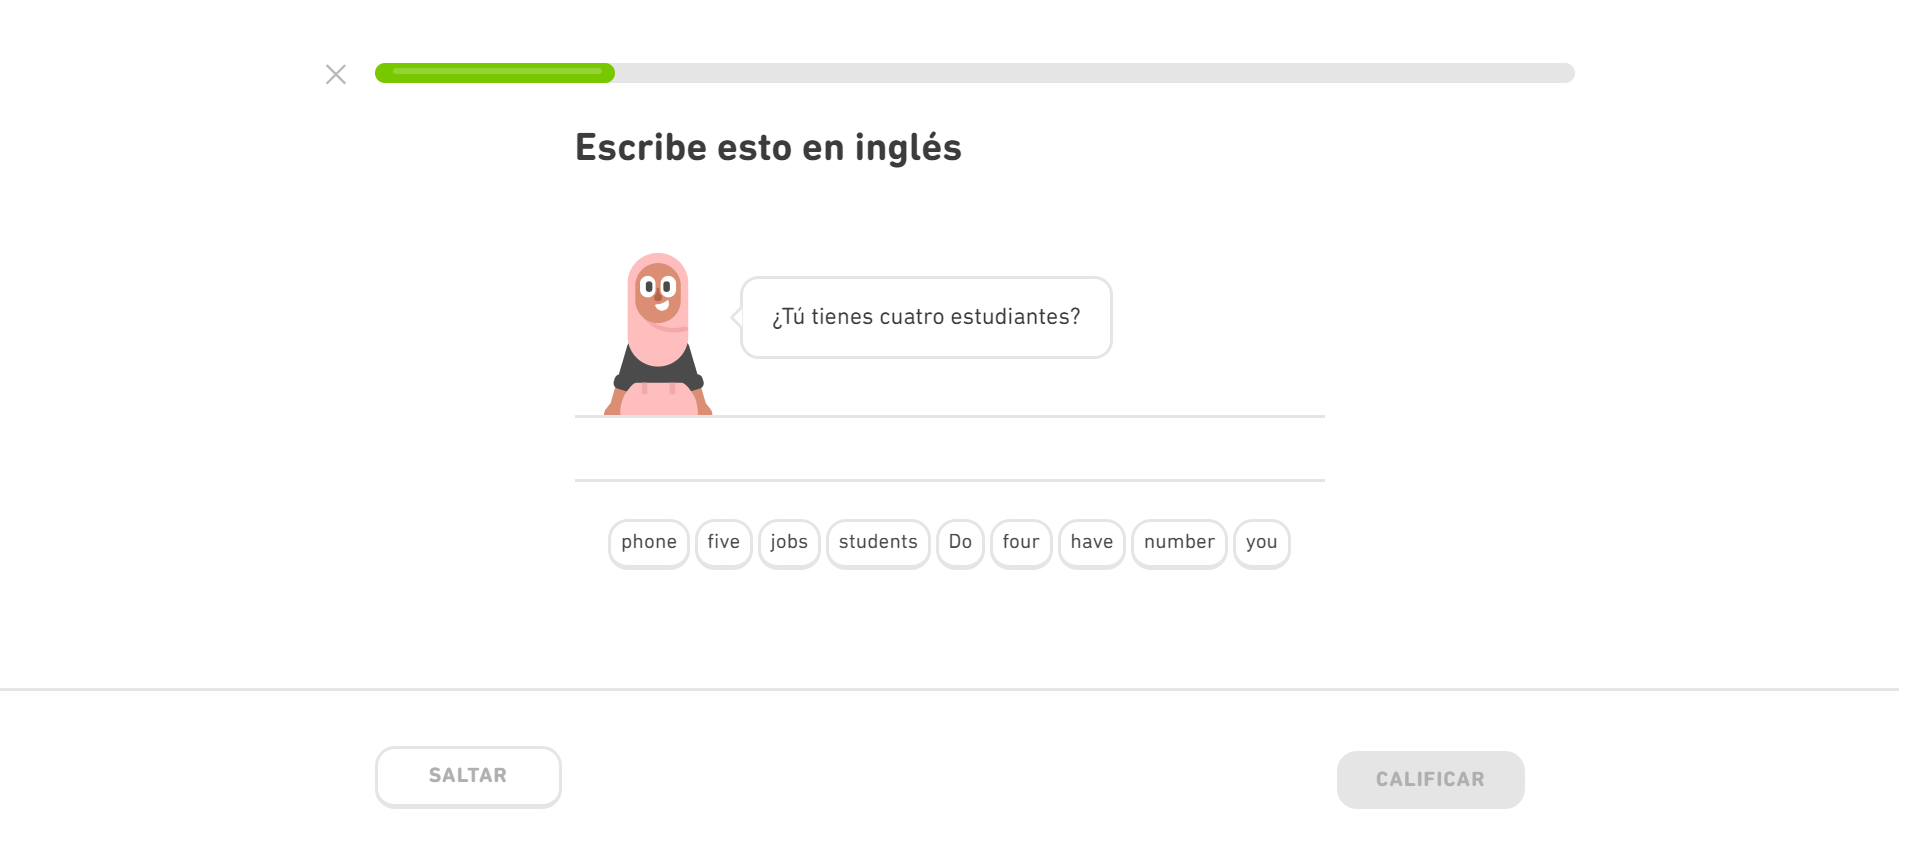 Escribe esto en inglés
¿Tú tienes cuatro estudiantes?
phone five jobs students Do four have number you
SALTAR
CALIFICAR